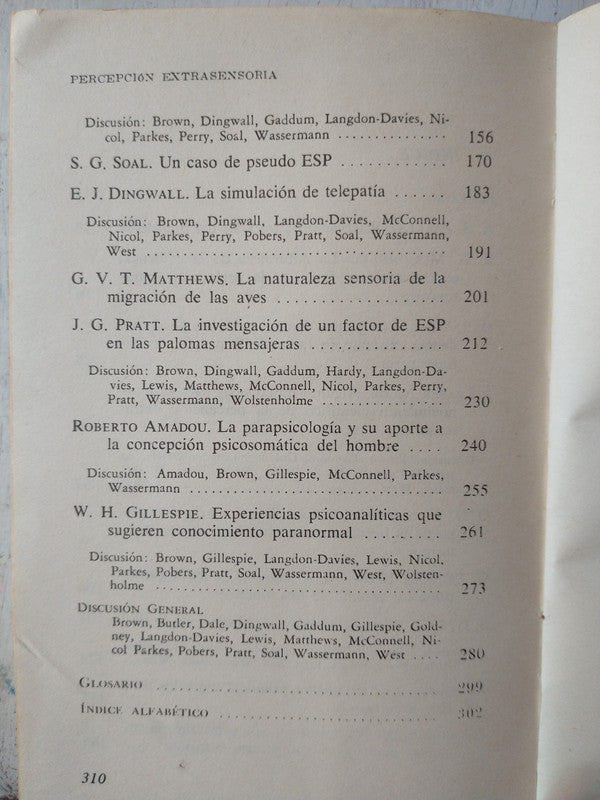 PERCEPCIÓN EXTRASENSORIA
Discusión: Brown, Dingwall, Gaddum, Langdon-Davies, Ni-
col, Parkes, Perry, Soal, Wassermann ............... 156
S. G. SOAL. Un caso de pseudo ESP ............ 170
E. J. DINGWALL. La simulación de telepatía ...... 183
Discusión: Brown, Dingwall, Langdon-Davies, McConnell,
Nicol, Parkes, Perry, Pobers, Pratt, Soal, Wassermann,
West ........................................ 191
G. V. T. MATTHEWS. La naturaleza sensoria de la
migración de las aves ................... 201
J. G. PRATT. La investigación de un factor de ESP
en las palomas mensajeras ............... 212
Discusión: Brown, Dingwall, Gaddum, Hardy, Langdon-Da-
vies, Lewis, Matthews, McConnell, Nicol, Parkes, Perry,
Pratt, Wassermann, Wolstenholme ................. 230
ROBERTO AMADOU. La parapsicología y su aporte a
la concepción psicosomática del hombre .... 240
Discusión: Amadou, Brown, Gillespie, McConnell, Parkes,
Wassermann .................................. 255
W. H. GILLESPIE. Experiencias psicoanalíticas que
sugieren conocimiento paranormal ......... 261
Discusión: Brown, Gillespie, Langdon-Davies, Lewis, Nicol,
Parkes, Pobers, Pratt, Soal, Wassermann, West, Wolsten-
holme ....................................... 273
DISCUSIÓN GENERAL
Brown, Butler, Dale, Dingwall, Gaddum, Gillespie, Gold-
ney, Langdon-Davies, Lewis, Matthews, McConnell, Ni-
col Parkes, Pobers, Pratt, Soal, Wassermann, West .... 280
GLOSARIO ................................ 299
ÍNDICE ALFABÉTICO ........................ 302
310